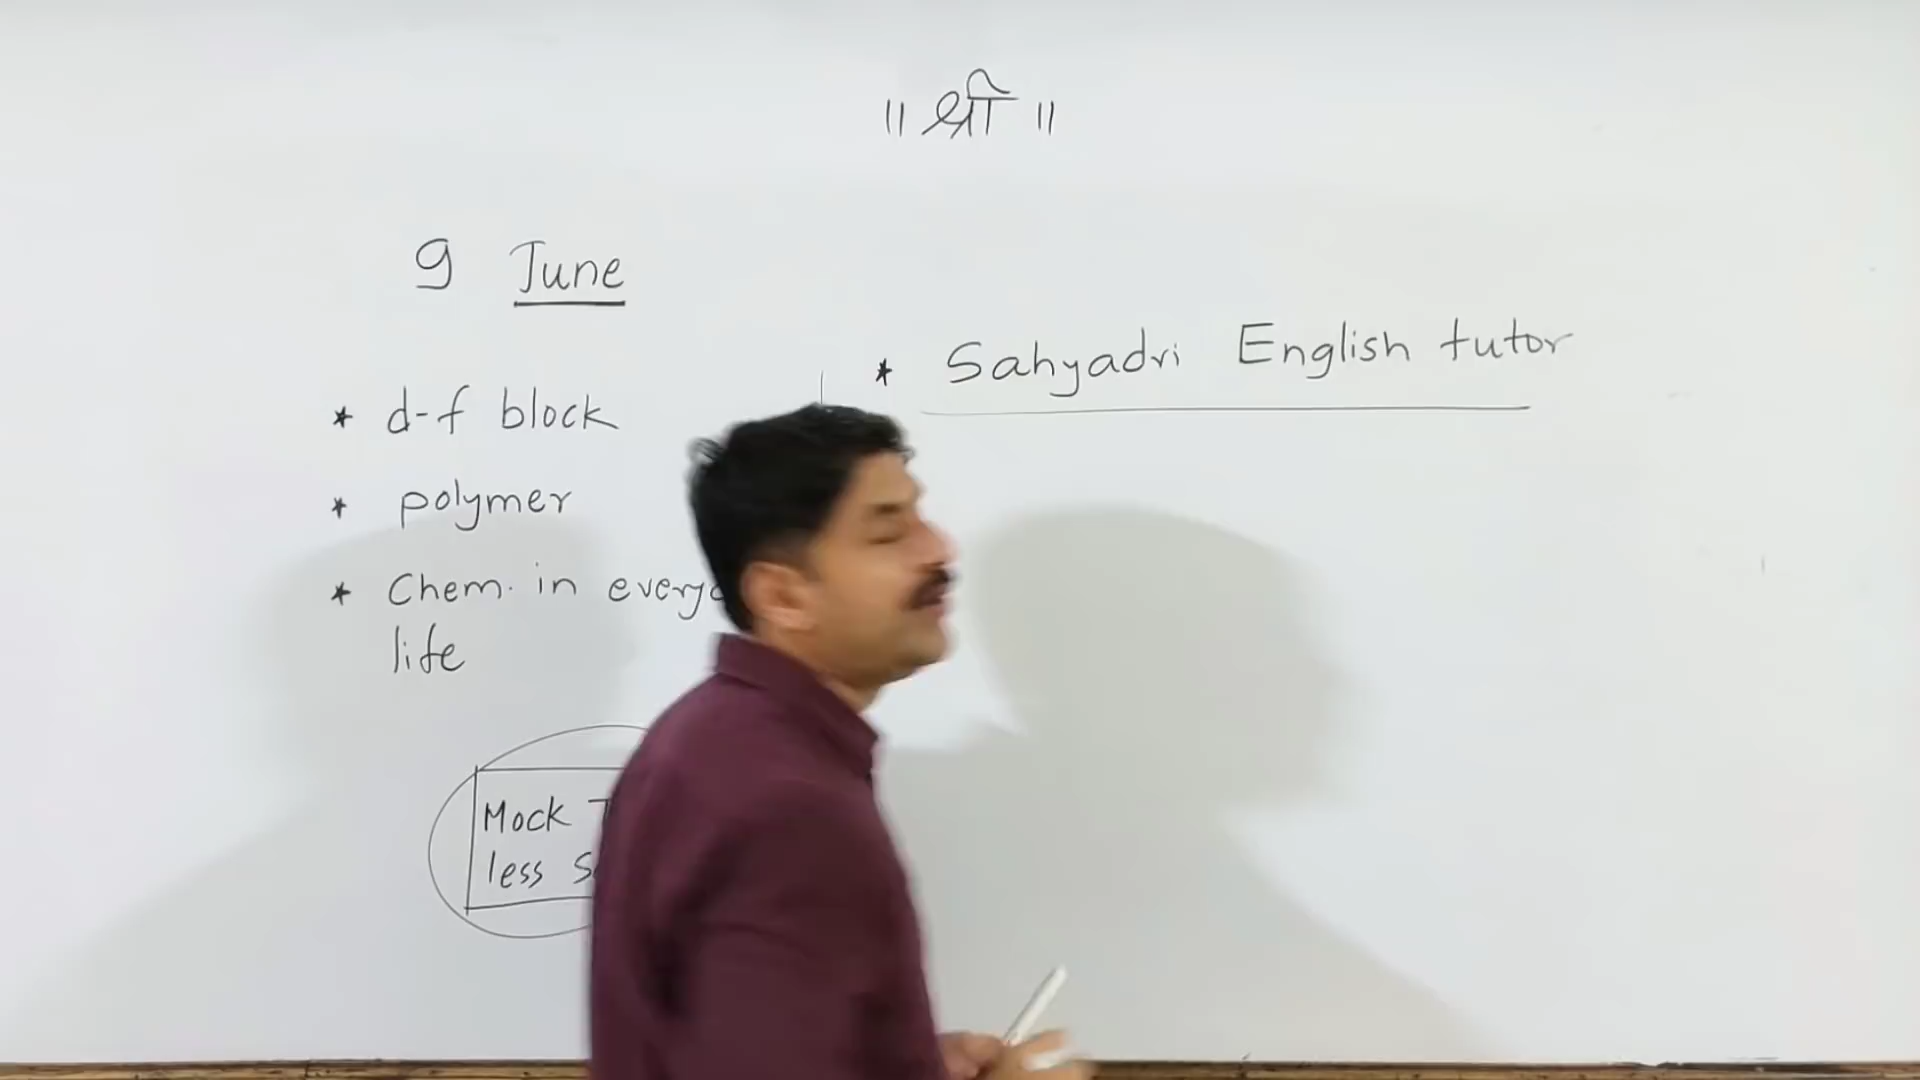 ॥ श्री ॥
9 June
* d-f block
* polymer
* Chem. in
life
Mock
less
* Sahyadri English tutor